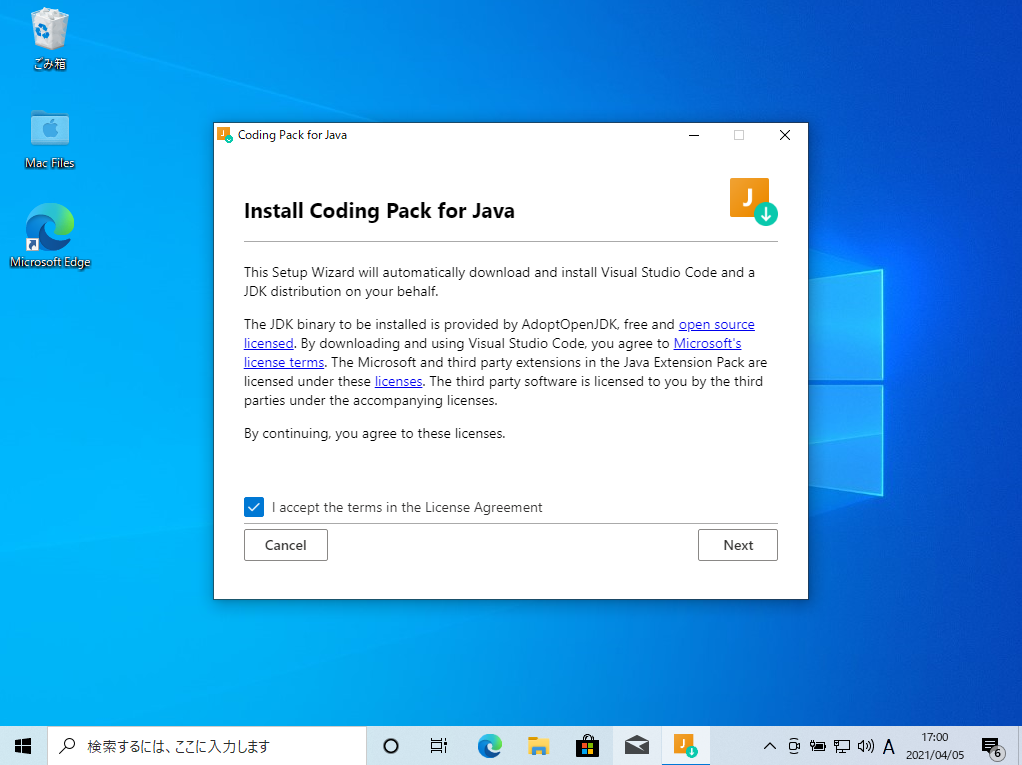 ごみ箱
Mac Files
Microsoft Edge
J Coding Pack for Java
J
Install Coding Pack for Java
This Setup Wizard will automatically download and install Visual Studio Code and a
JDK distribution on your behalf.
The JDK binary to be installed is provided by AdoptOpenJDK, free and open source
licensed. By downloading and using Visual Studio Code, you agree to Microsoft's
license terms. The Microsoft and third party extensions in the Java Extension Pack are
licensed under these licenses. The third party software is licensed to you by the third
parties under the accompanying licenses.
By continuing, you agree to these licenses.
I accept the terms in the License Agreement
Cancel
Next
検索するには、ここに入力します
J
A
17:00
2021/04/05
6